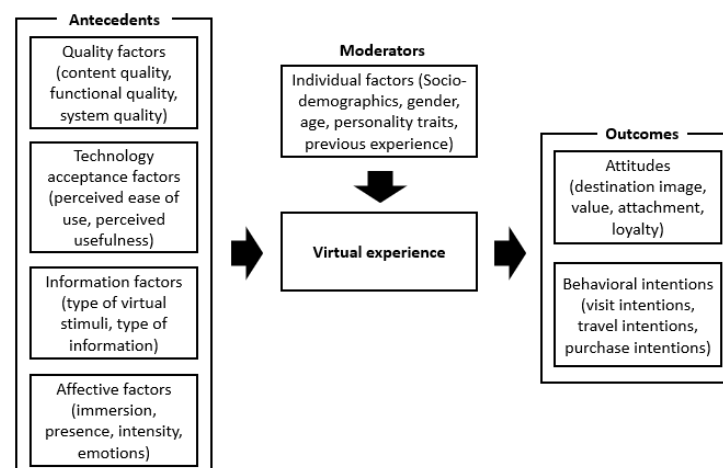 Antecedents
Quality factors
(content quality,
functional quality,
system quality)
Technology
acceptance factors
(perceived ease of
use, perceived
usefulness)
Information factors
(type of virtual
stimuli, type of
information)
Affective factors
(immersion,
presence, intensity,
emotions)
Moderators
Individual factors (Socio-
demographics, gender,
age, personality traits,
previous experience)
Virtual experience
Outcomes
Attitudes
(destination image,
value, attachment,
loyalty)
Behavioral intentions
(visit intentions,
travel intentions,
purchase intentions)